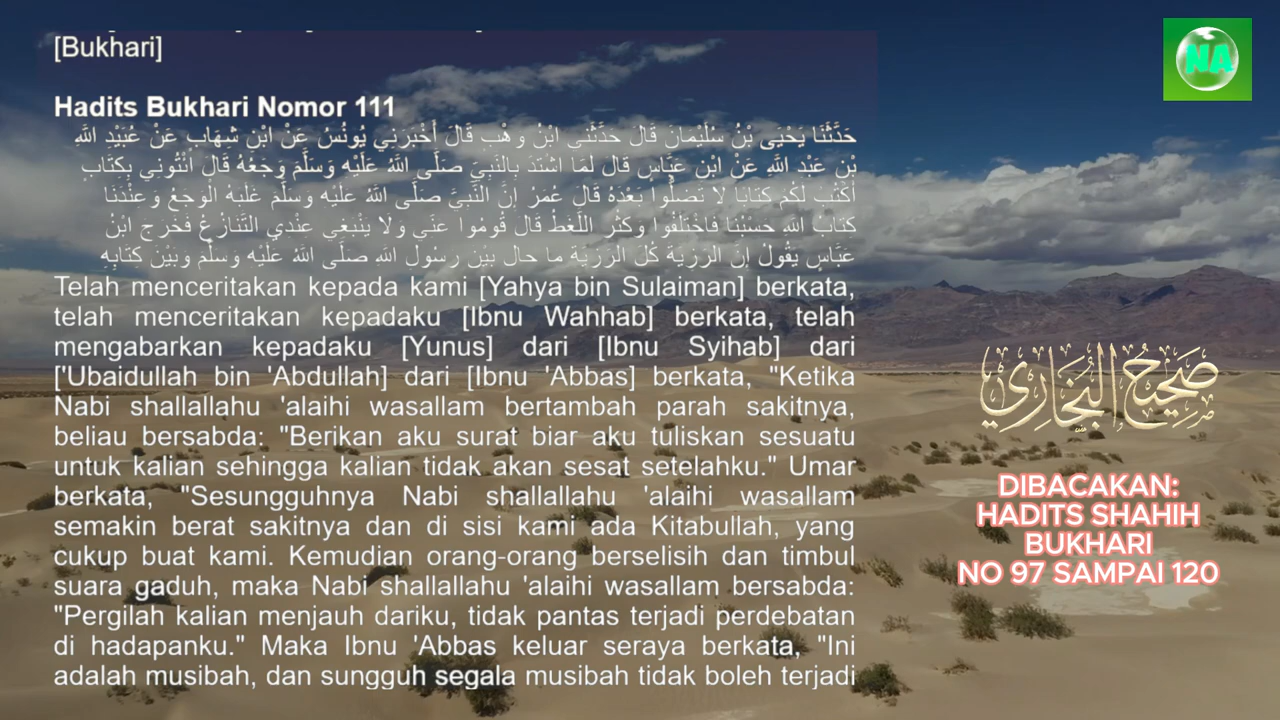 [Bukhari]
Hadits Bukhari Nomor 111
حَدَّثَنَا يَحْيَى بْنُ سُلَيْمَانَ قَالَ حَدَّثَنِي ابْنُ وَهْبٍ قَالَ أَخْبَرَنِي يُونُسُ عَنْ ابْنِ شِهَابٍ عَنْ عُبَيْدِ اللَّهِ
بْنِ عَبْدِ اللَّهِ عَنْ ابْنِ عَبَّاسٍ قَالَ لَمَّا اشْتَدَّ بِالنَّبِيِّ صَلَّى اللَّهُ عَلَيْهِ وَسَلَّمَ وَجَعُهُ قَالَ ائْتُونِي بِكِتَابٍ
أَكْتُبْ لَكُمْ كِتَابًا لَا تَضِلُّوا بَعْدَهُ قَالَ عُمَرُ إِنَّ النَّبِيَّ صَلَّى اللَّهُ عَلَيْهِ وَسَلَّمَ غَلَبَهُ الْوَجَعُ وَعِنْدَنَا
كِتَابُ اللَّهِ حَسْبُنَا فَاخْتَلَفُوا وَكَثُرَ اللَّغَطُ قَالَ قُومُوا عَنِّي وَلَا يَنْبَغِي عِنْدِي التَّنَازُعُ فَخَرَجَ ابْنُ
عَبَّاسٍ يَقُولُ إِنَّ الرَّزِيَّةَ كُلَّ الرَّزِيَّةِ مَا حَالَ بَيْنَ رَسُولِ اللَّهِ صَلَّى اللَّهُ عَلَيْهِ وَسَلَّمَ وَبَيْنَ كِتَابِهِ
Telah menceritakan kepada kami [Yahya bin Sulaiman] berkata,
telah menceritakan kepadaku [Ibnu Wahhab] berkata, telah
mengabarkan kepadaku [Yunus] dari [Ibnu Syihab] dari
['Ubaidullah bin 'Abdullah] dari [Ibnu 'Abbas] berkata, "Ketika
Nabi shallallahu 'alaihi wasallam bertambah parah sakitnya,
beliau bersabda: "Berikan aku surat biar aku tuliskan sesuatu
untuk kalian sehingga kalian tidak akan sesat setelahku." Umar
berkata, "Sesungguhnya Nabi shallallahu 'alaihi wasallam
semakin berat sakitnya dan di sisi kami ada Kitabullah, yang
cukup buat kami. Kemudian orang-orang berselisih dan timbul
suara gaduh, maka Nabi shallallahu 'alaihi wasallam bersabda:
"Pergilah kalian menjauh dariku, tidak pantas terjadi perdebatan
di hadapanku." Maka Ibnu 'Abbas keluar seraya berkata, "Ini
adalah musibah, dan sungguh segala musibah tidak boleh terjadi
NA
صَحِيحُ الْبُخَارِيِّ
DIBACAKAN:
HADITS SHAHIH
BUKHARI
NO 97 SAMPAI 120